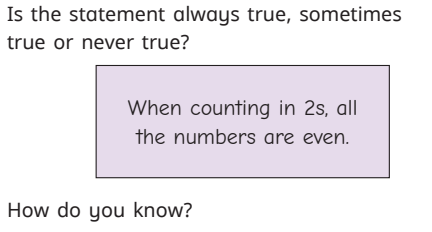 Is the statement always true, sometimes
true or never true?
When counting in 2s, all
the numbers are even.
How do you know?